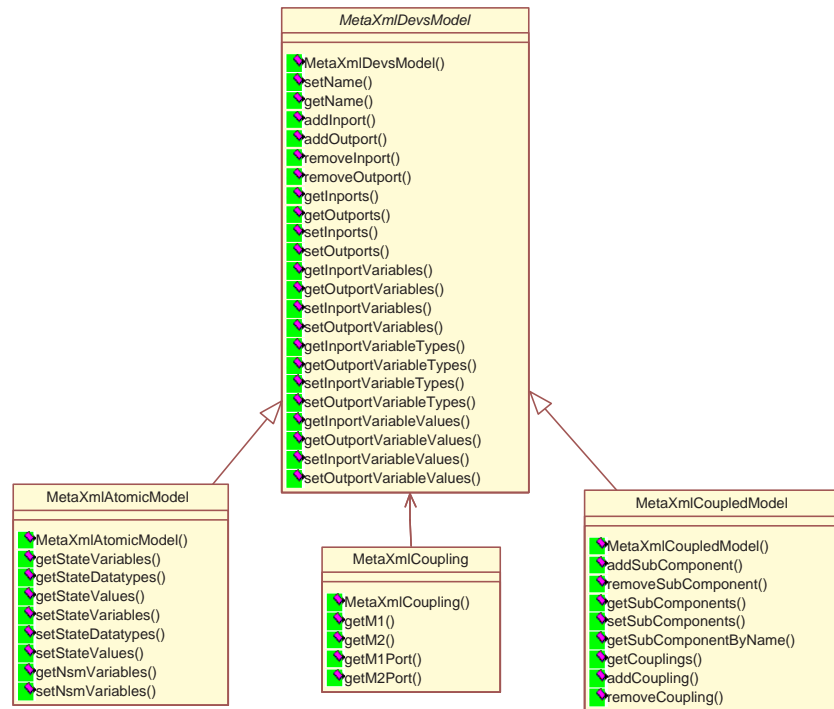 MetaXmlDevsModel
MetaXmlDevsModel()
setName()
getName()
addInport()
addOutport()
removeInport()
removeOutport()
getInports()
getOutports()
setInports()
setOutports()
getInportVariables()
getOutportVariables()
setInportVariables()
setOutportVariables()
getInportVariableTypes()
getOutportVariableTypes()
setInportVariableTypes()
setOutportVariableTypes()
getInportVariableValues()
getOutportVariableValues()
setInportVariableValues()
setOutportVariableValues()
MetaXmlAtomicModel
MetaXmlAtomicModel()
getStateVariables()
getStateDatatypes()
getStateValues()
setStateVariables()
setStateDatatypes()
setStateValues()
getNsmVariables()
setNsmVariables()
MetaXmlCoupling
MetaXmlCoupling()
getM1()
getM2()
getM1Port()
getM2Port()
MetaXmlCoupledModel
MetaXmlCoupledModel()
addSubComponent()
removeSubComponent()
getSubComponents()
setSubComponents()
getSubComponentByName()
getCouplings()
addCoupling()
removeCoupling()